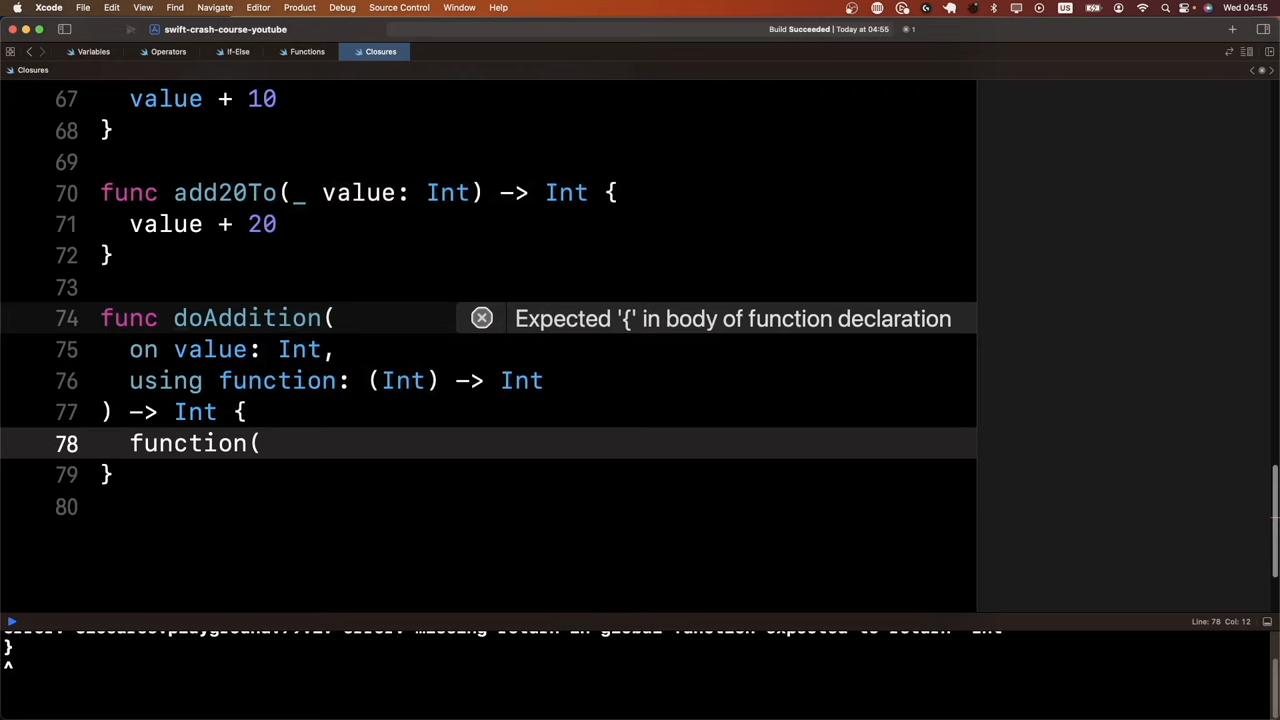 Xcode File Edit View Find Navigate Editor Product Debug Source Control Window Help US Wed 04:55
swift-crash-course-youtube Build Succeeded | Today at 04:55 1
Variables Operators If-Else Functions Closures
Closures
67 value + 10
68 }
69
70 func add20To(_ value: Int) -> Int {
71 value + 20
72 }
73
74 func doAddition( Expected '{' in body of function declaration
75 on value: Int,
76 using function: (Int) -> Int
77 ) -> Int {
78 function(
79 }
80
Line: 78 Col: 12
}
^